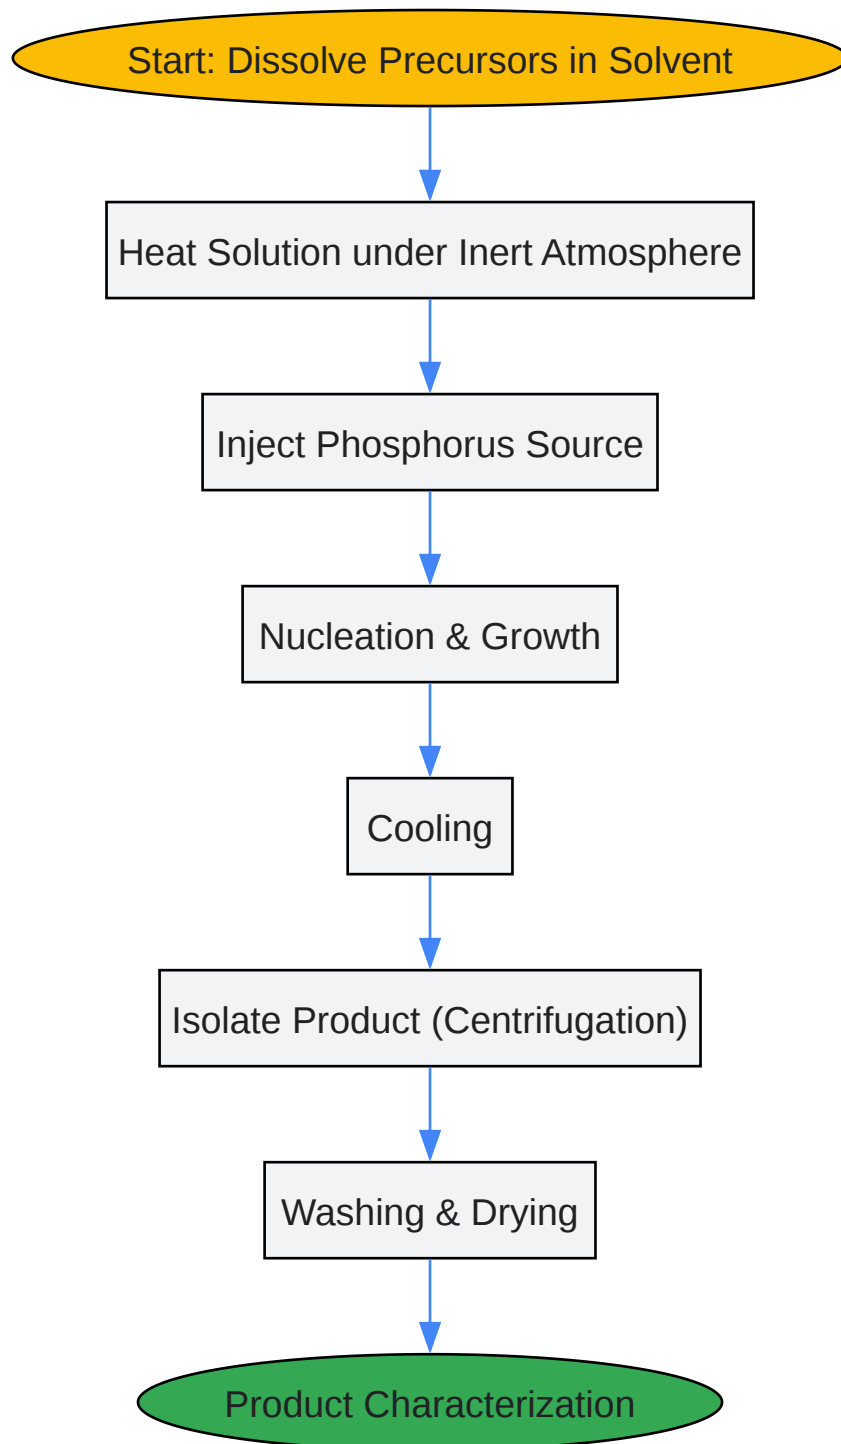 Start: Dissolve Precursors in Solvent
Heat Solution under Inert Atmosphere
Inject Phosphorus Source
Nucleation & Growth
Cooling
Isolate Product (Centrifugation)
Washing & Drying
Product Characterization